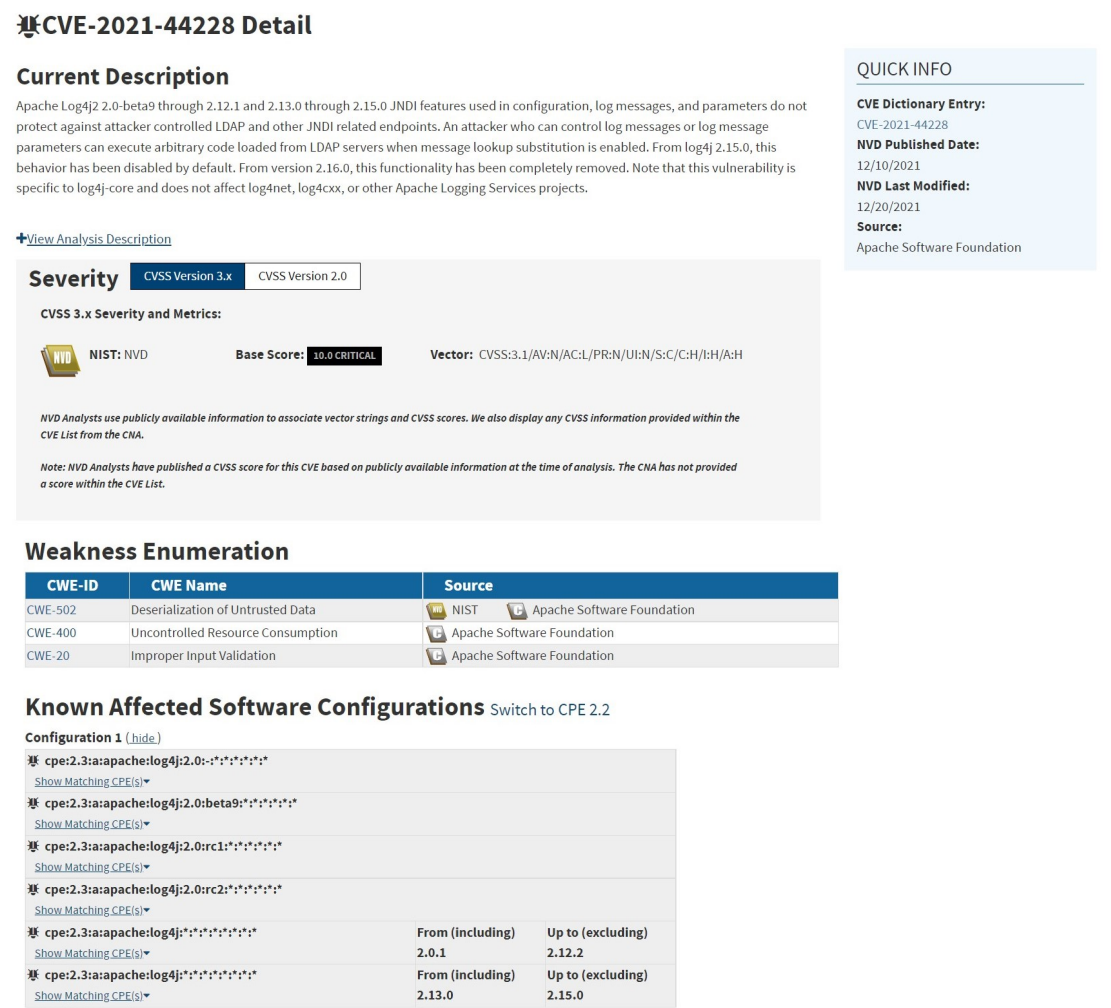 CVE-2021-44228 Detail
Current Description
Apache Log4j2 2.0-beta9 through 2.12.1 and 2.13.0 through 2.15.0 JNDI features used in configuration, log messages, and parameters do not
protect against attacker controlled LDAP and other JNDI related endpoints. An attacker who can control log messages or log message
parameters can execute arbitrary code loaded from LDAP servers when message lookup substitution is enabled. From log4j 2.15.0, this
behavior has been disabled by default. From version 2.16.0, this functionality has been completely removed. Note that this vulnerability is
specific to log4j-core and does not affect log4net, log4cxx, or other Apache Logging Services projects.
+View Analysis Description
QUICK INFO
CVE Dictionary Entry:
CVE-2021-44228
NVD Published Date:
12/10/2021
NVD Last Modified:
12/20/2021
Source:
Apache Software Foundation
Severity CVSS Version 3.x CVSS Version 2.0
CVSS 3.x Severity and Metrics:
NVD NIST: NVD Base Score: 10.0 CRITICAL Vector: CVSS:3.1/AV:N/AC:L/PR:N/UI:N/S:C/C:H/I:H/A:H
NVD Analysts use publicly available information to associate vector strings and CVSS scores. We also display any CVSS information provided within the
CVE List from the CNA.
Note: NVD Analysts have published a CVSS score for this CVE based on publicly available information at the time of analysis. The CNA has not provided
a score within the CVE List.
Weakness Enumeration
CWE-ID CWE Name Source
CWE-502 Deserialization of Untrusted Data NVD NIST C Apache Software Foundation
CWE-400 Uncontrolled Resource Consumption C Apache Software Foundation
CWE-20 Improper Input Validation C Apache Software Foundation
Known Affected Software Configurations Switch to CPE 2.2
Configuration 1 ( hide )
cpe:2.3:a:apache:log4j:2.0:-:*:*:*:*:*:*
Show Matching CPE(s)
cpe:2.3:a:apache:log4j:2.0:beta9:*:*:*:*:*:*
Show Matching CPE(s)
cpe:2.3:a:apache:log4j:2.0:rc1:*:*:*:*:*:*
Show Matching CPE(s)
cpe:2.3:a:apache:log4j:2.0:rc2:*:*:*:*:*:*
Show Matching CPE(s)
cpe:2.3:a:apache:log4j:*:*:*:*:*:*:*:* From (including) Up to (excluding)
Show Matching CPE(s) 2.0.1 2.12.2
cpe:2.3:a:apache:log4j:*:*:*:*:*:*:*:* From (including) Up to (excluding)
Show Matching CPE(s) 2.13.0 2.15.0